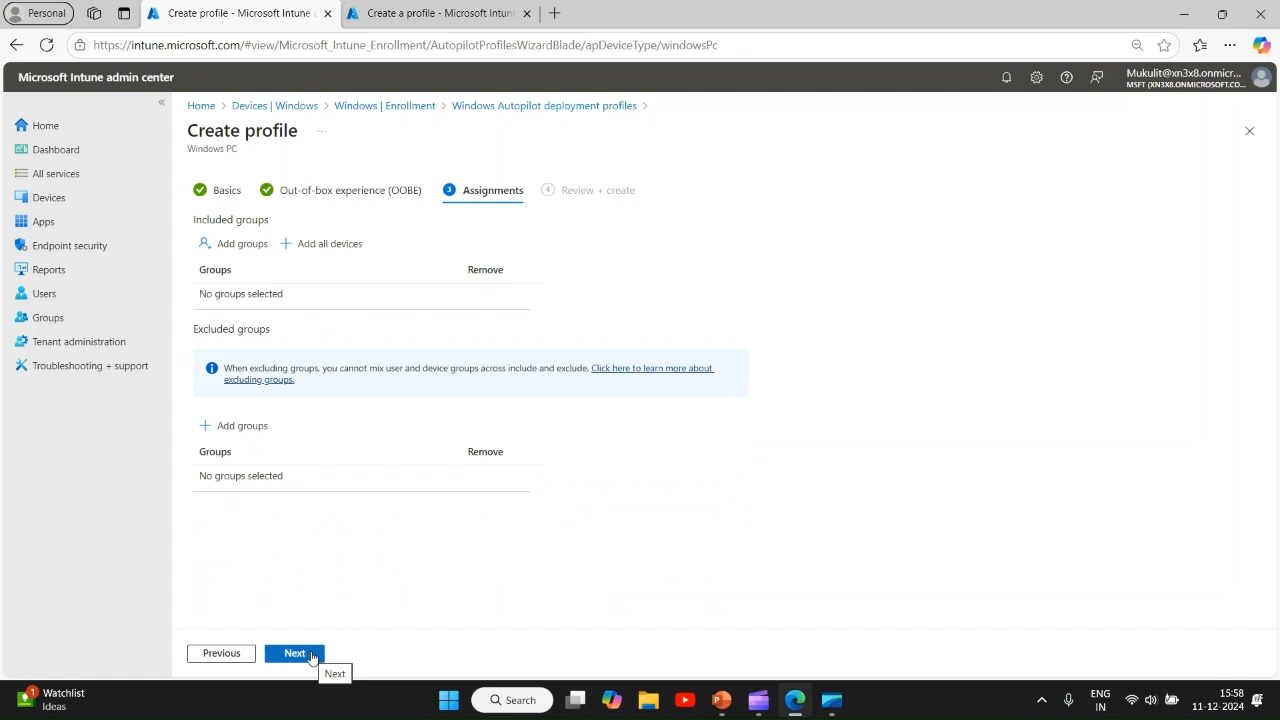 Personal
Create profile - Microsoft Intune
Create a profile - Microsoft Inton
https://intune.microsoft.com/#view/Microsoft_Intune_Enrollment/AutopilotProfilesWizardBlade/apDeviceType/windowsPc
Microsoft Intune admin center
Mukulit@xn3x8.onmicr...
MSFT (XN3X8.ONMICROSOFT.CO...
Home > Devices | Windows > Windows | Enrollment > Windows Autopilot deployment profiles >
Create profile ...
Windows PC
Home
Dashboard
All services
Devices
Apps
Endpoint security
Reports
Users
Groups
Tenant administration
Troubleshooting + support
Basics
Out-of-box experience (OOBE)
3 Assignments
4 Review + create
Included groups
Add groups
Add all devices
Groups Remove
No groups selected
Excluded groups
When excluding groups, you cannot mix user and device groups across include and exclude. Click here to learn more about
excluding groups.
Add groups
Groups Remove
No groups selected
Previous
Next
Next
1
Watchlist
Ideas
Search
ENG
IN
15:58
11-12-2024